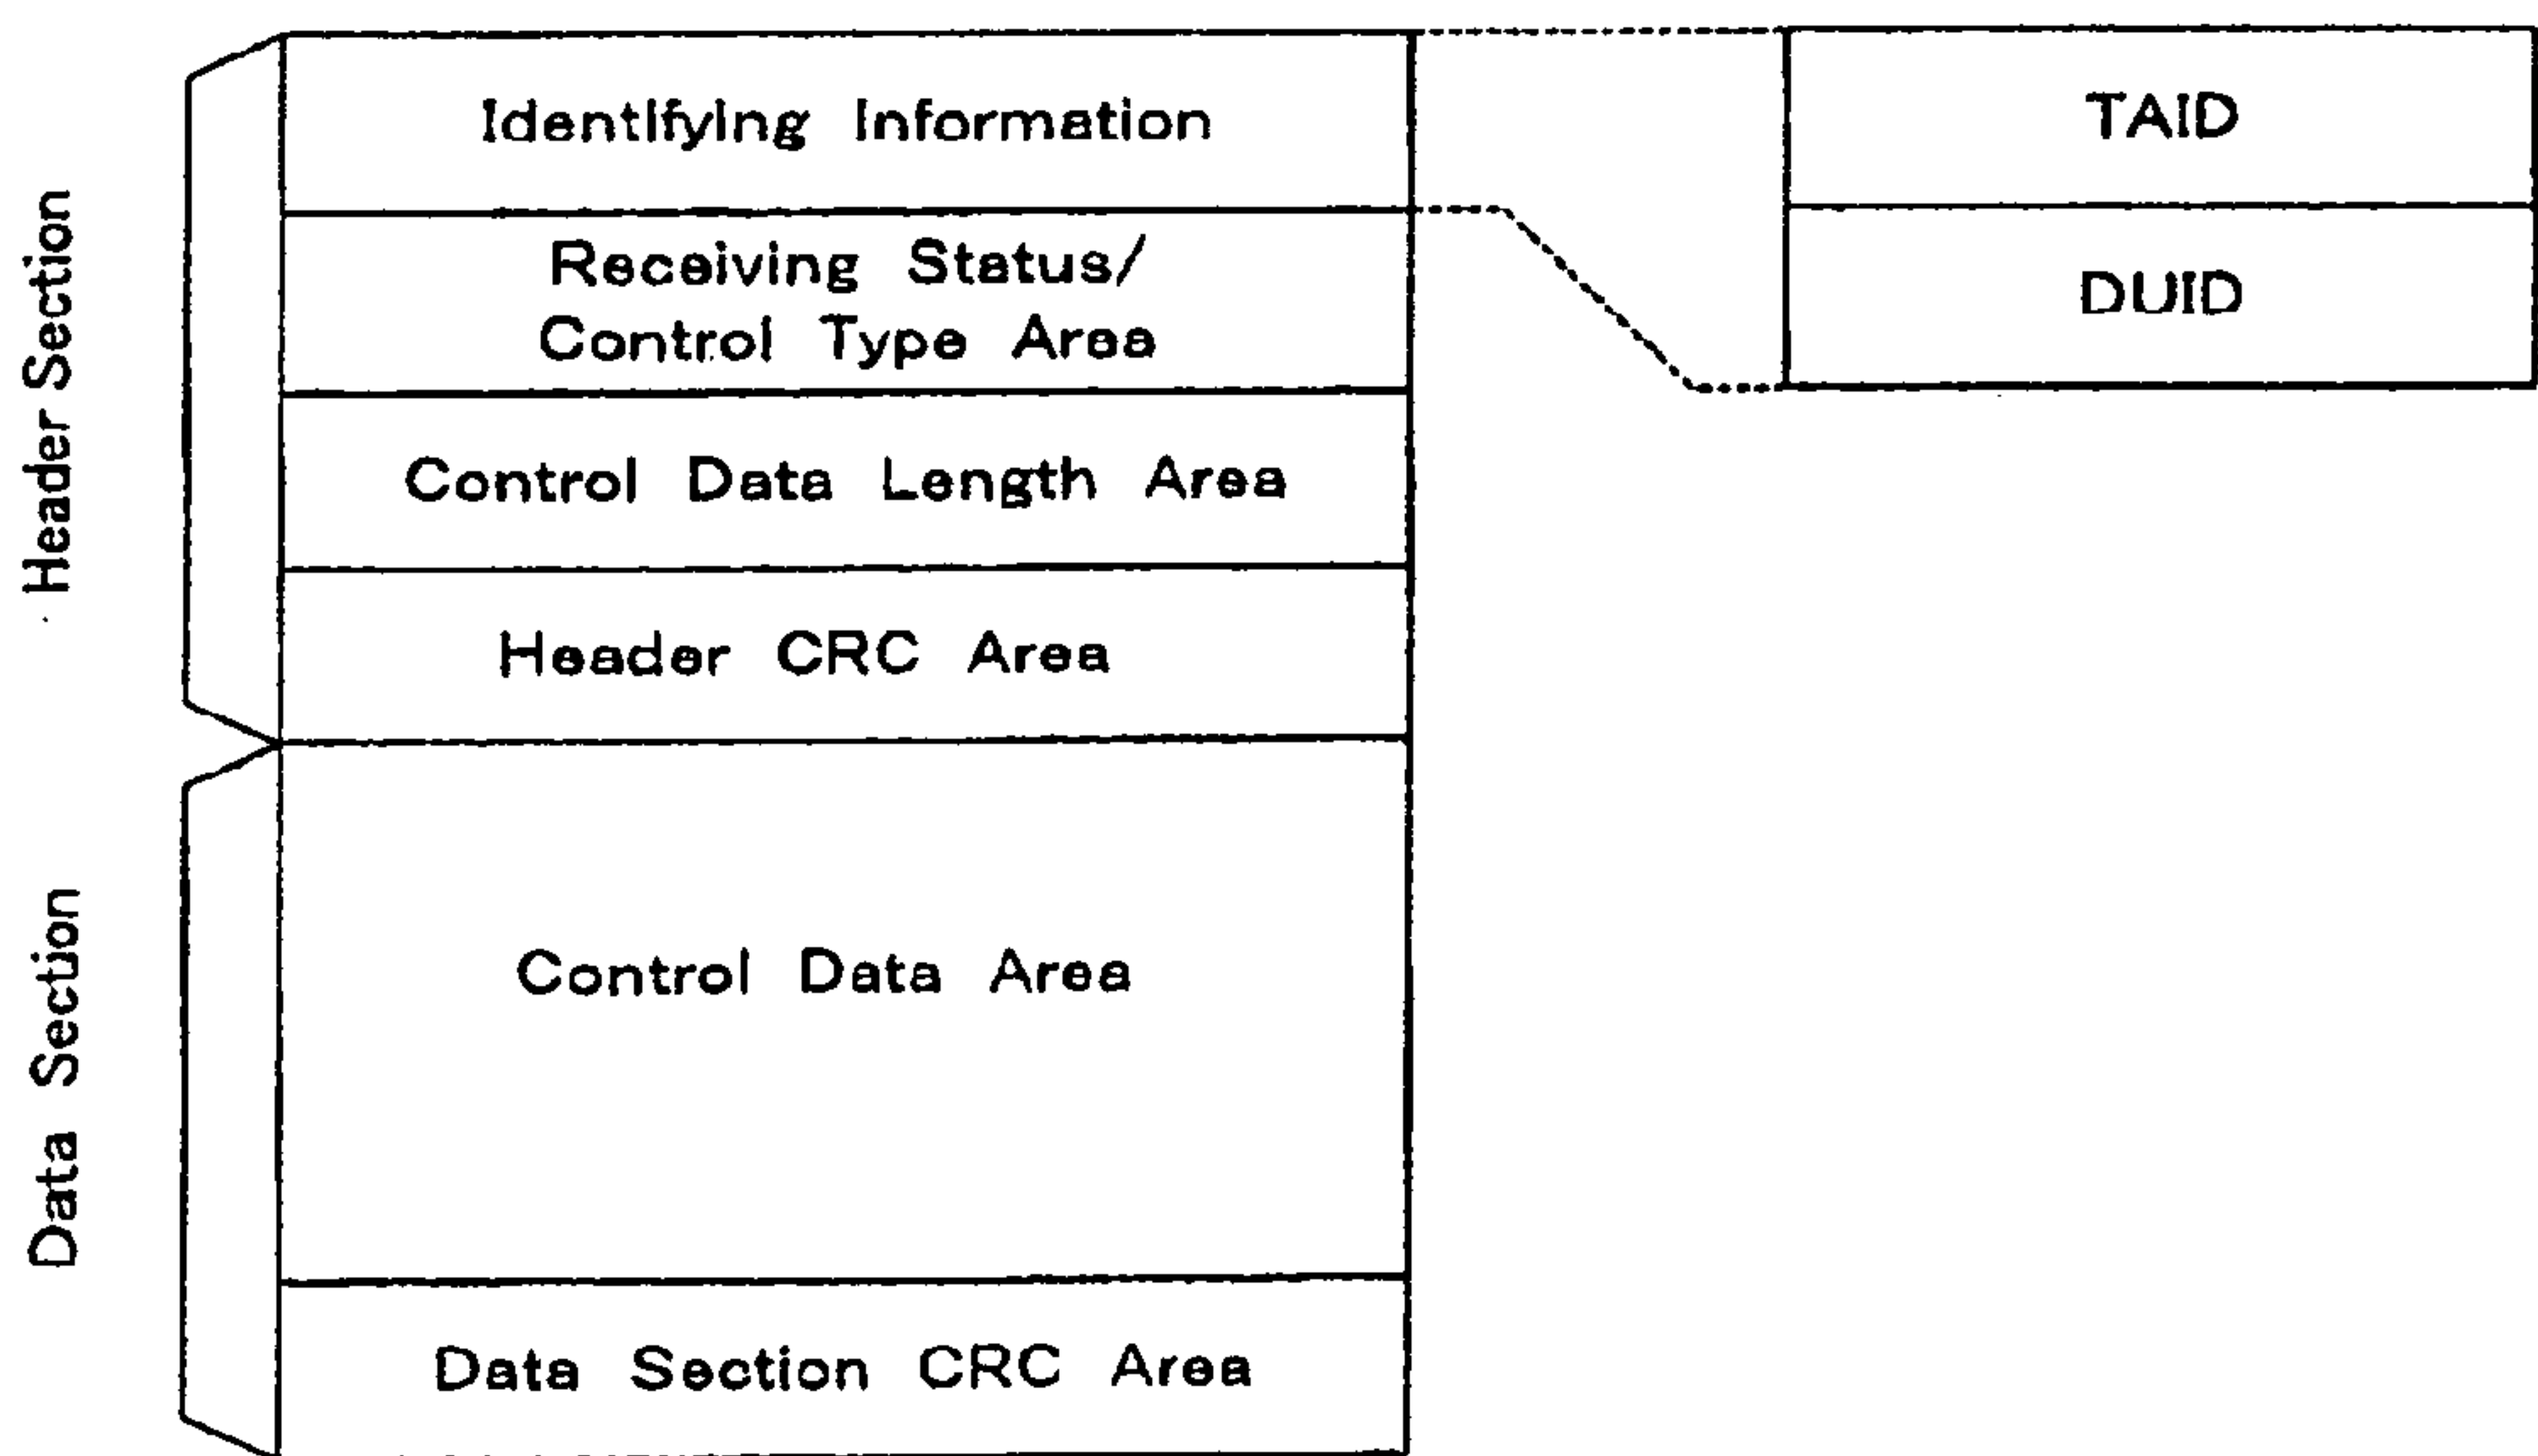 Header Section
Identifying Information
Receiving Status/
Control Type Area
Control Data Length Area
Header CRC Area
Data Section
Control Data Area
Data Section CRC Area
TAID
DUID